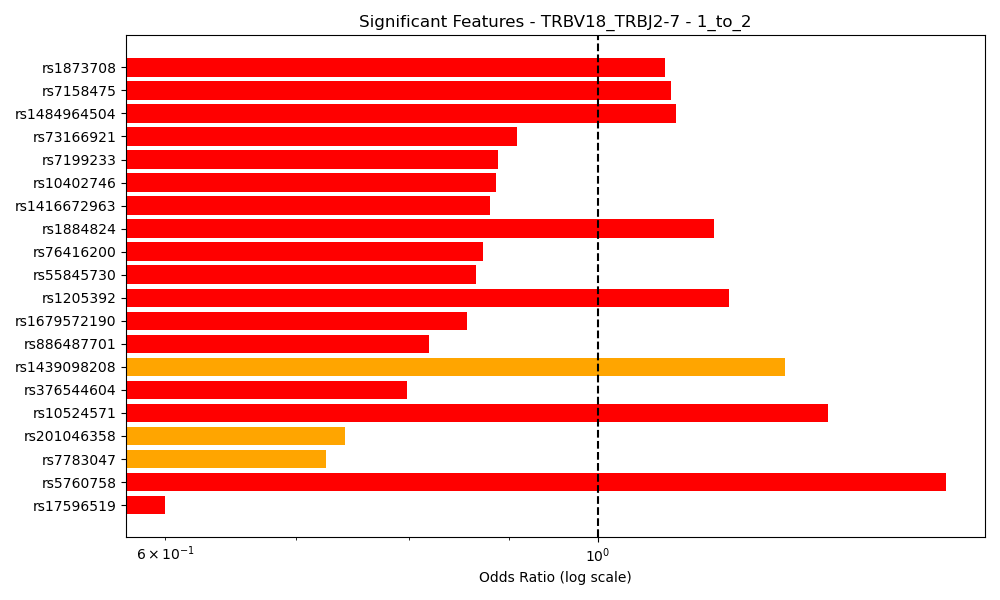 Significant Features - TRBV18_TRBJ2-7 - 1_to_2
rs1873708
rs7158475
rs1484964504
rs73166921
rs7199233
rs10402746
rs1416672963
rs1884824
rs76416200
rs55845730
rs1205392
rs1679572190
rs886487701
rs1439098208
rs376544604
rs10524571
rs201046358
rs7783047
rs5760758
rs17596519
6 × 10⁻¹ 10⁰
Odds Ratio (log scale)